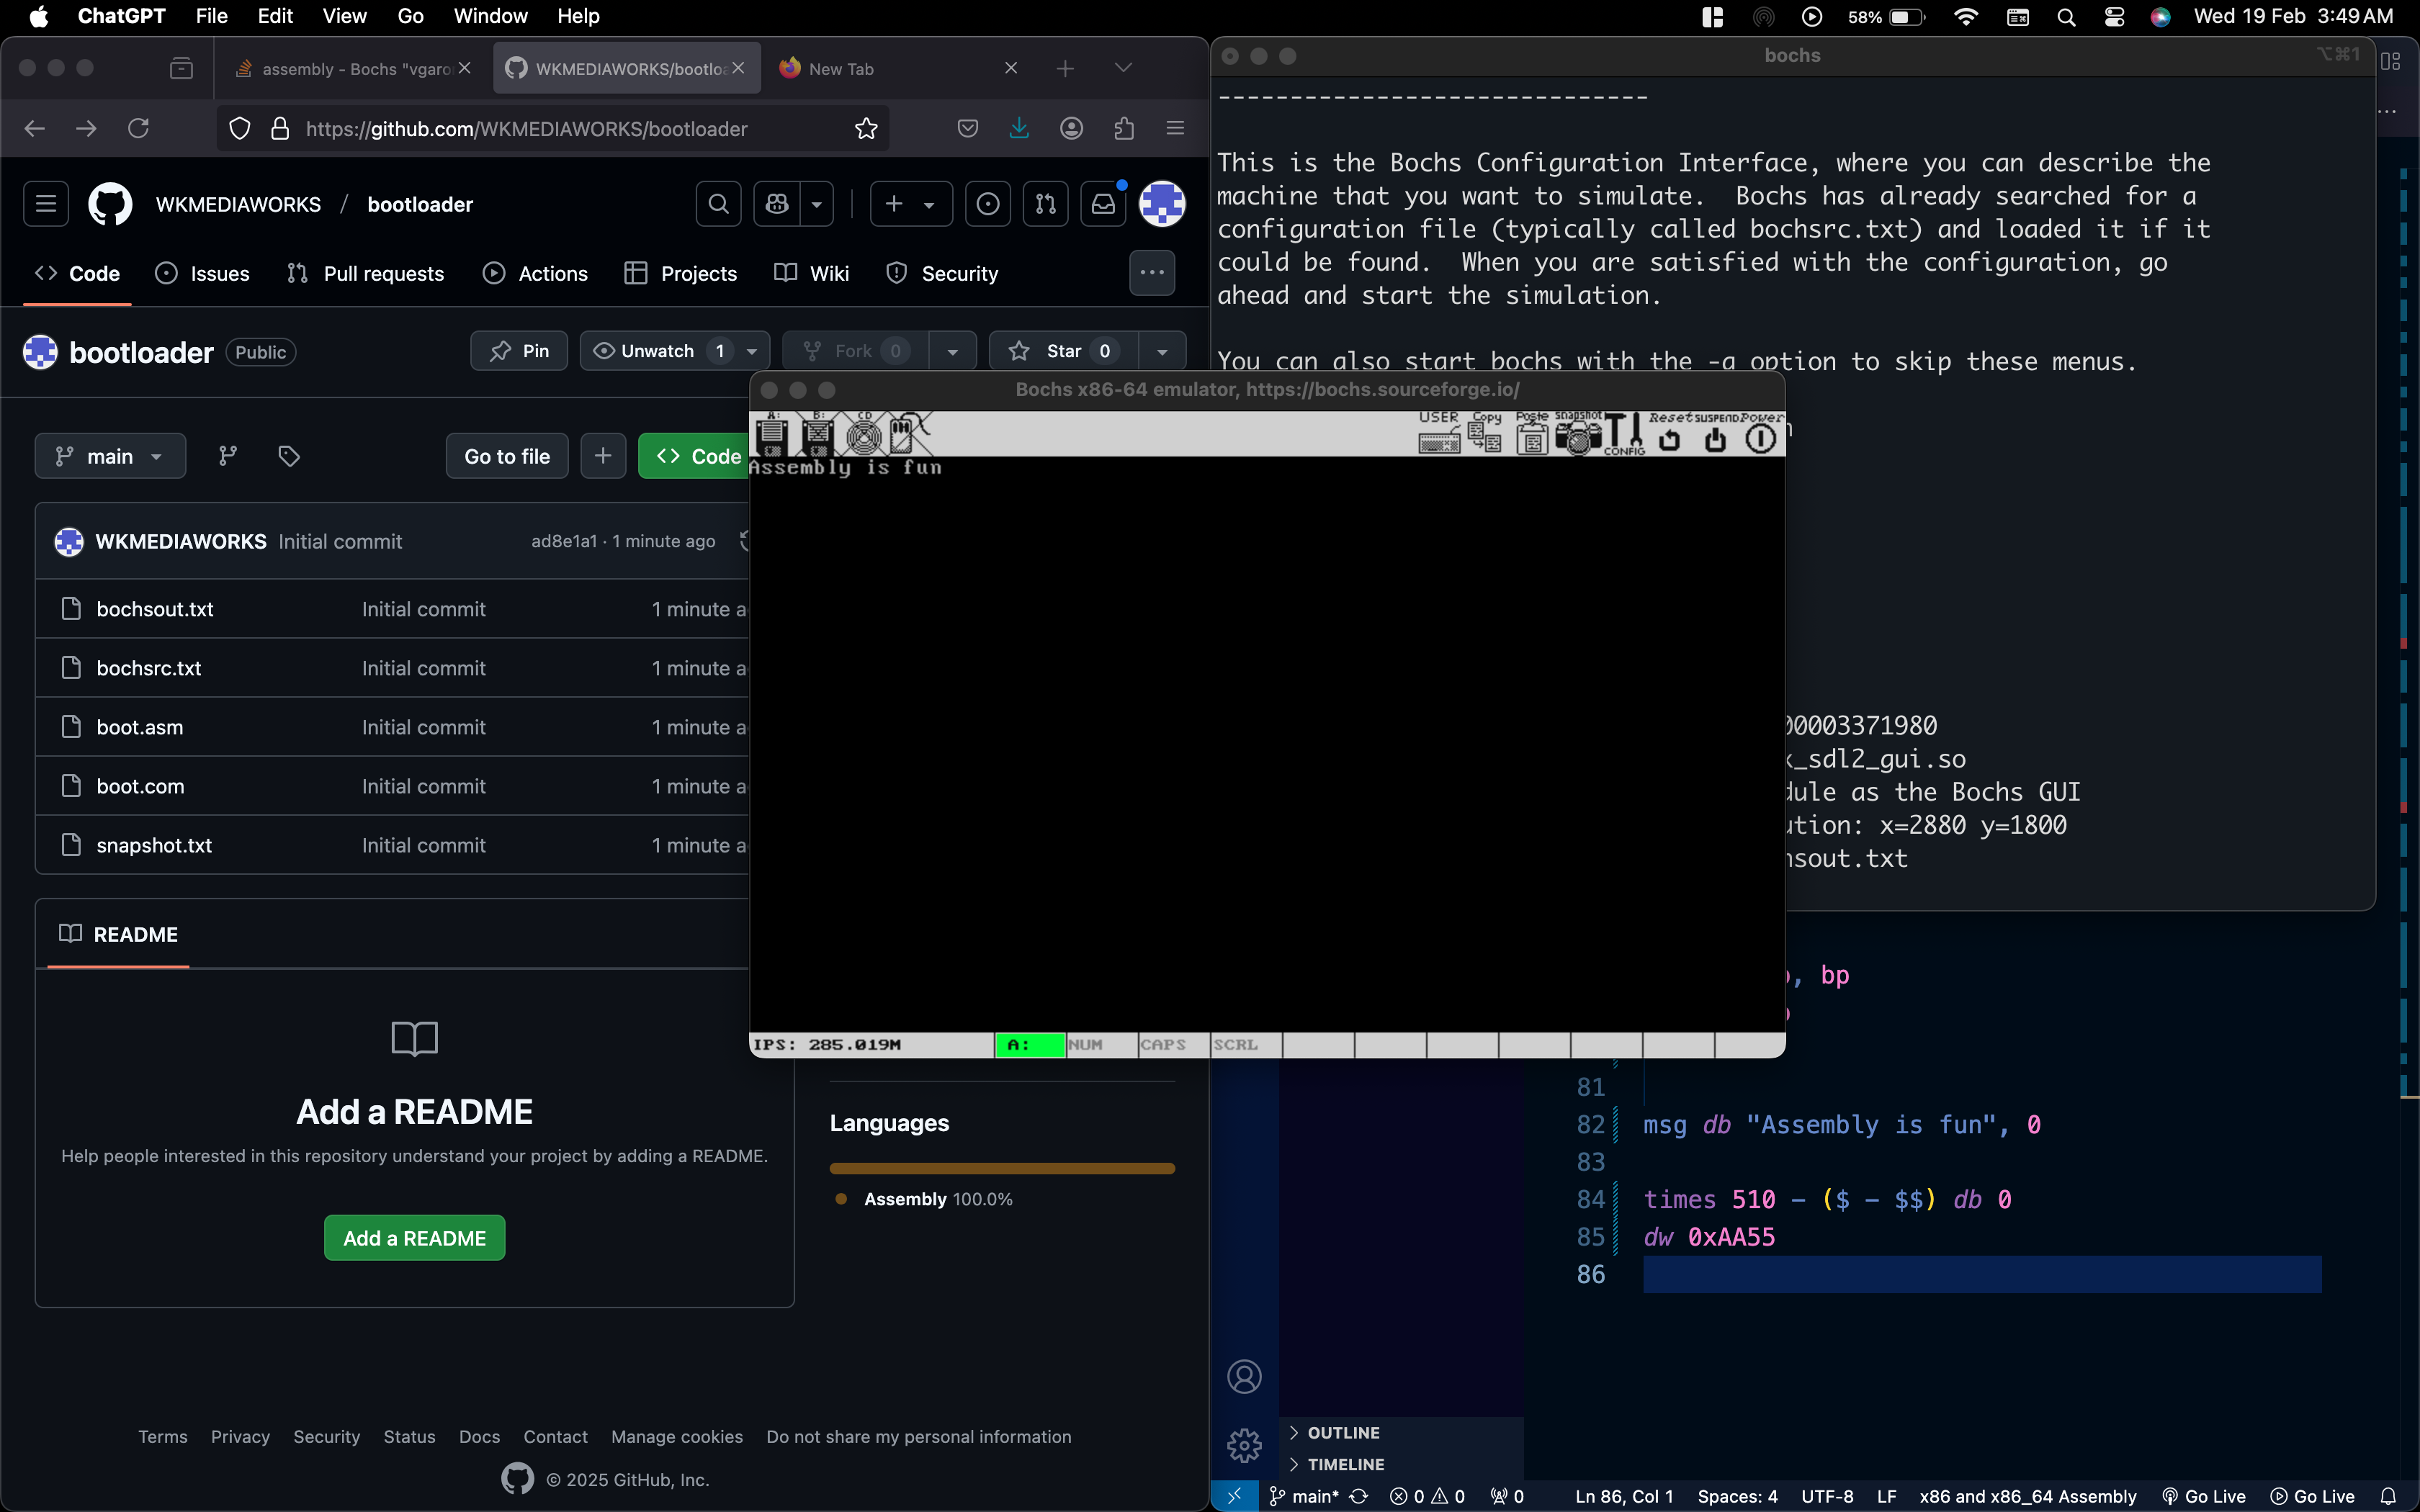 ChatGPT File Edit View Go Window Help
58% Wed 19 Feb 3:49 AM
assembly - Bochs "vgaro
WKMEDIAWORKS/bootloa
New Tab
https://github.com/WKMEDIAWORKS/bootloader
WKMEDIAWORKS / bootloader
Code Issues Pull requests Actions Projects Wiki Security
bootloader Public
Pin Unwatch 1 Fork 0 Star 0
main Go to file Code
WKMEDIAWORKS Initial commit ad8e1a1 · 1 minute ago
bochsout.txt Initial commit 1 minute a
bochsrc.txt Initial commit 1 minute a
boot.asm Initial commit 1 minute a
boot.com Initial commit 1 minute a
snapshot.txt Initial commit 1 minute a
README
Add a README
Help people interested in this repository understand your project by adding a README.
Add a README
Languages
Assembly 100.0%
Terms Privacy Security Status Docs Contact Manage cookies Do not share my personal information
© 2025 GitHub, Inc.
bochs
⌥⌘1
------------------------------
This is the Bochs Configuration Interface, where you can describe the
machine that you want to simulate. Bochs has already searched for a
configuration file (typically called bochsrc.txt) and loaded it if it
could be found. When you are satisfied with the configuration, go
ahead and start the simulation.
You can also start bochs with the -q option to skip these menus.
00003371980
x_sdl2_gui.so
dule as the Bochs GUI
ution: x=2880 y=1800
hsout.txt
Bochs x86-64 emulator, https://bochs.sourceforge.io/
A: B: CD USER Copy Paste snapshot CONFIG Reset SUSPEND Power
Assembly is fun
IPS: 285.019M A: NUM CAPS SCRL
, bp
81
82 msg db "Assembly is fun", 0
83
84 times 510 - ($ - $$) db 0
85 dw 0xAA55
86
OUTLINE
TIMELINE
main* 0 0 0 Ln 86, Col 1 Spaces: 4 UTF-8 LF x86 and x86_64 Assembly Go Live Go Live